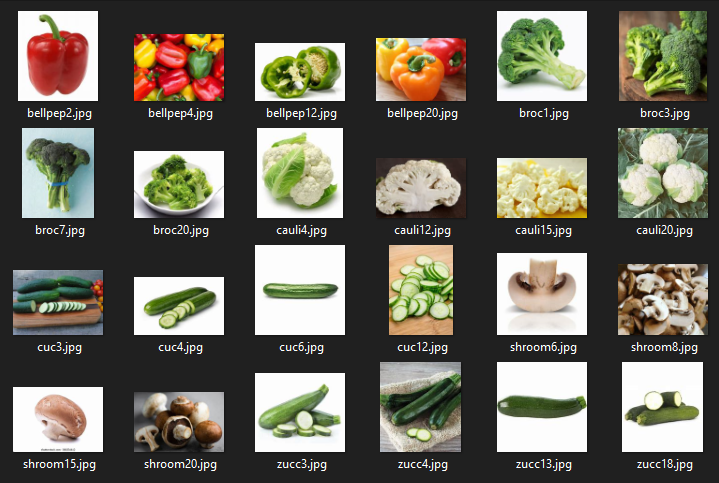 bellpep2.jpg bellpep4.jpg bellpep12.jpg bellpep20.jpg broc1.jpg broc3.jpg
broc7.jpg broc20.jpg cauli4.jpg cauli12.jpg cauli15.jpg cauli20.jpg
cuc3.jpg cuc4.jpg cuc6.jpg cuc12.jpg shroom6.jpg shroom8.jpg
shroom15.jpg shroom20.jpg zucc3.jpg zucc4.jpg zucc13.jpg zucc18.jpg